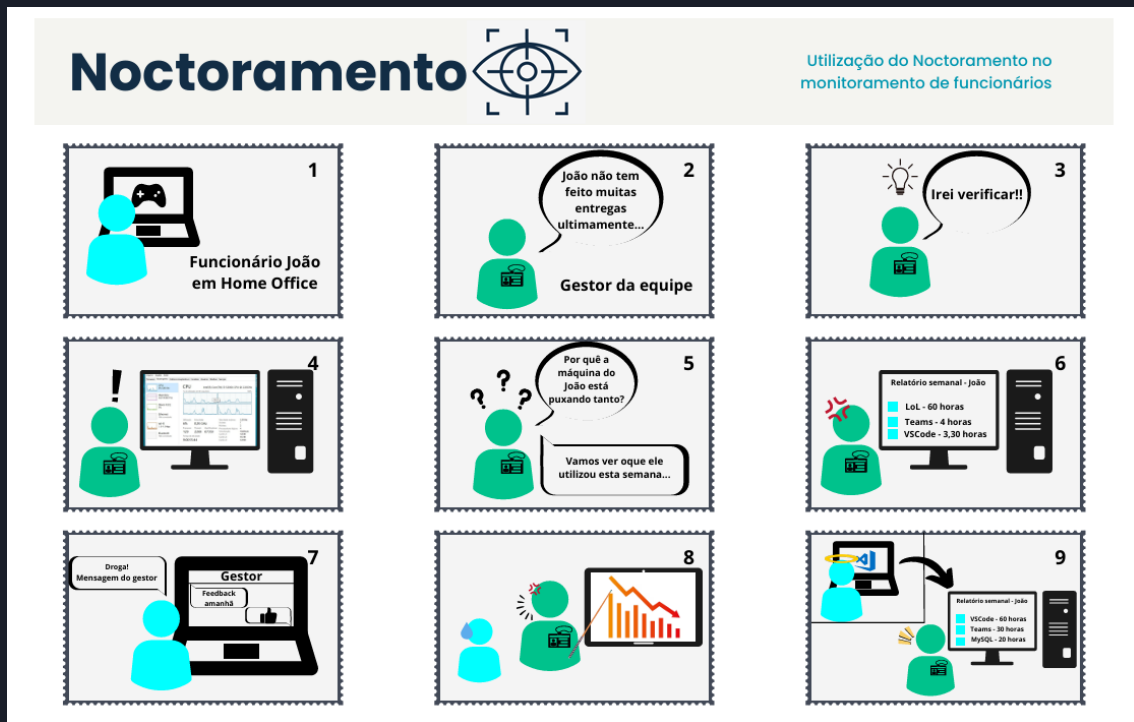 Noctoramento
Utilização do Noctoramento no
monitoramento de funcionários
1
Funcionário João
em Home Office
2
João não tem
feito muitas
entregas
ultimamente...
Gestor da equipe
3
Irei verificar!!
4
CPU
5
Por quê a
máquina do
João está
puxando tanto?
Vamos ver oque ele
utilizou esta semana...
6
Relatório semanal - João
LoL - 60 horas
Teams - 4 horas
VSCode - 3,30 horas
7
Droga!
Mensagem do gestor
Gestor
Feedback
amanhã
8
9
Relatório semanal - João
VSCode - 60 horas
Teams - 30 horas
MySQL - 20 horas